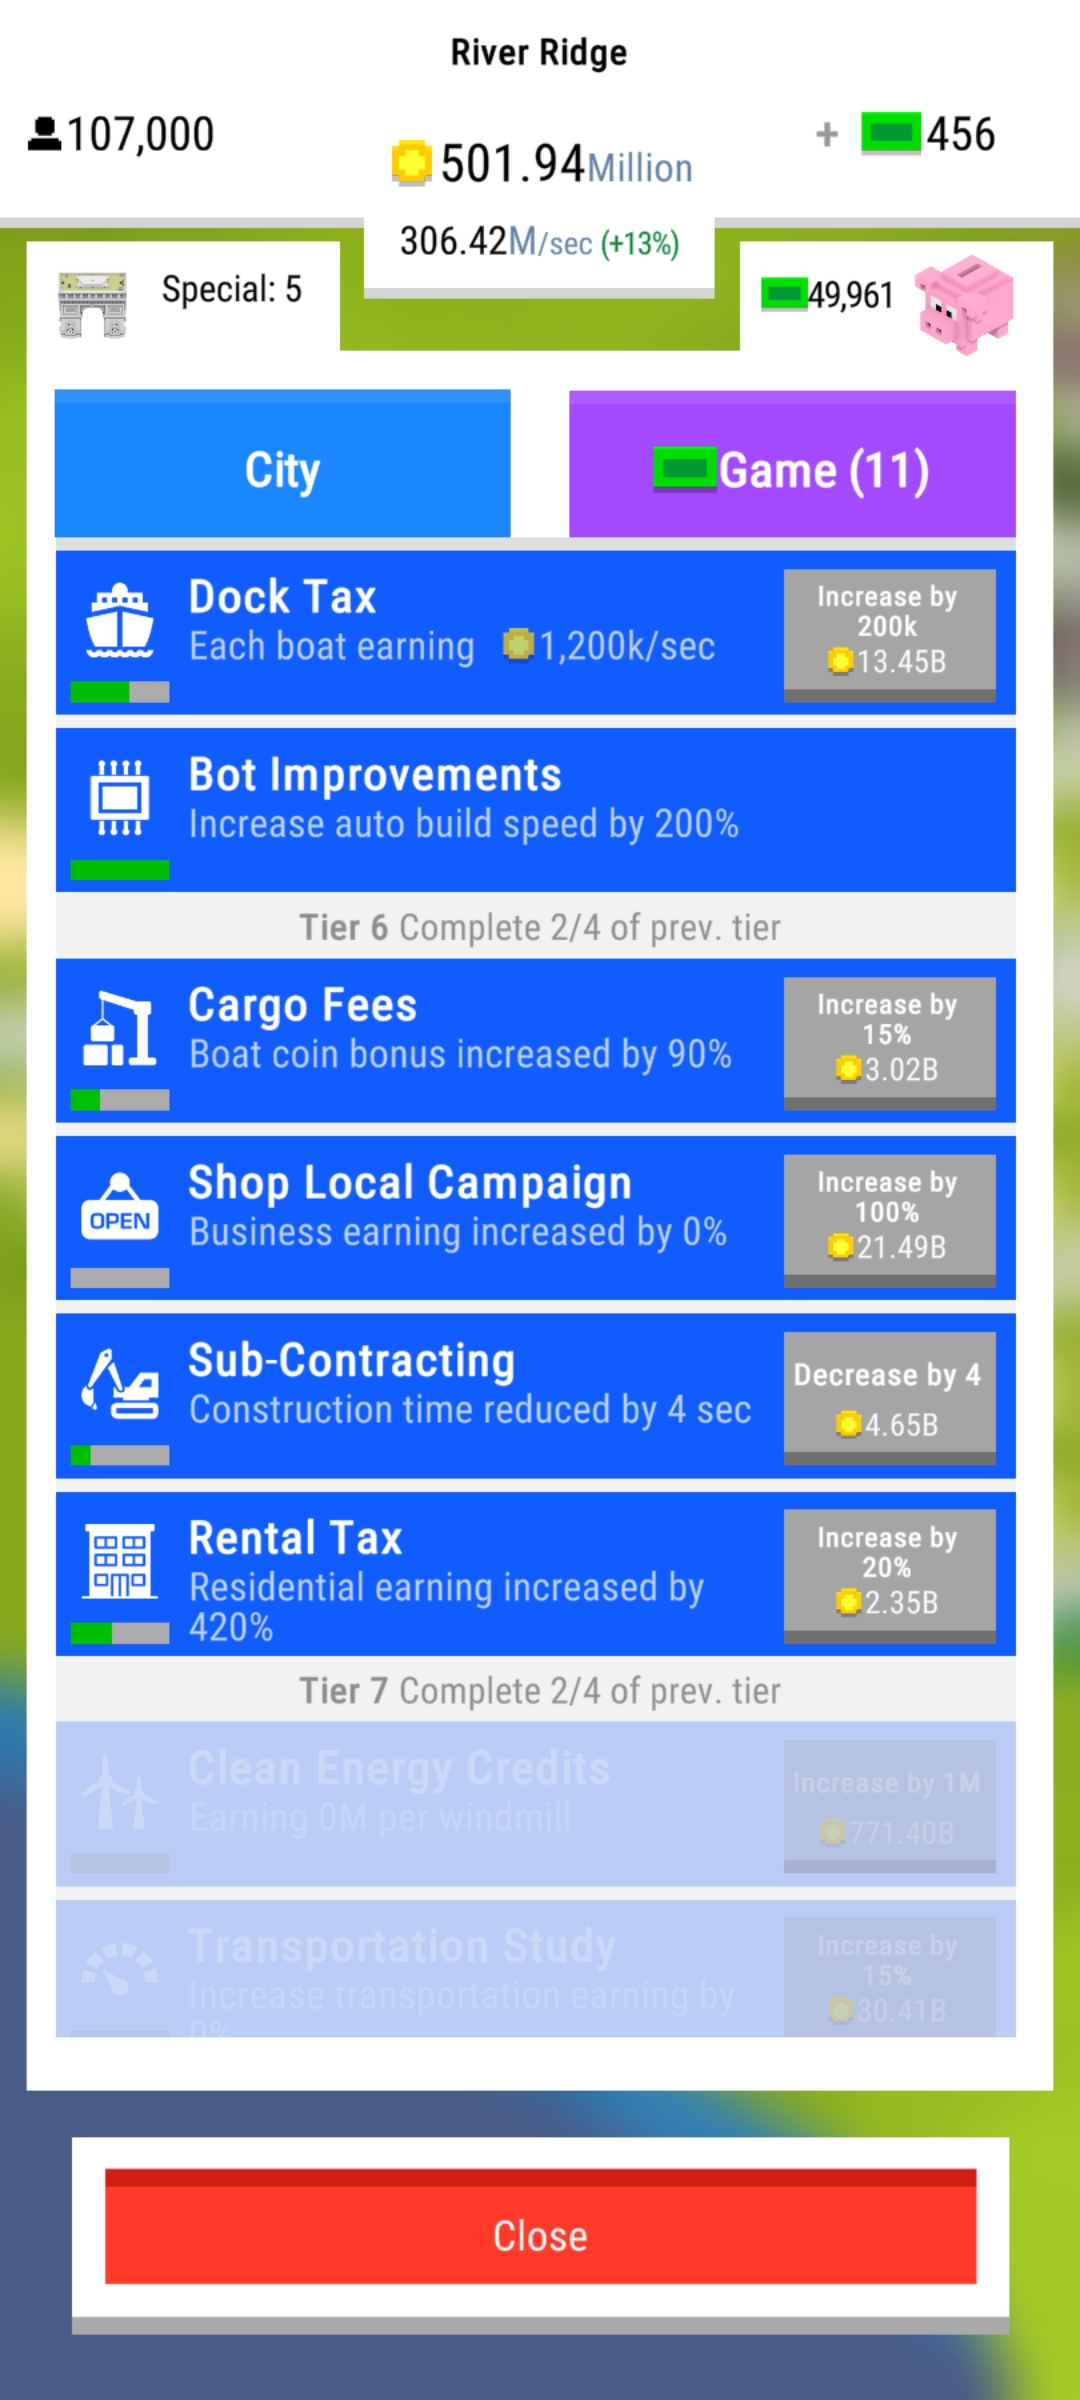 River Ridge
107,000
501.94Million
+ 456
306.42M/sec (+13%)
Special: 5
49,961
City
Game (11)
Dock Tax
Each boat earning 1,200k/sec
Increase by
200k
13.45B
Bot Improvements
Increase auto build speed by 200%
Tier 6 Complete 2/4 of prev. tier
Cargo Fees
Boat coin bonus increased by 90%
Increase by
15%
3.02B
OPEN
Shop Local Campaign
Business earning increased by 0%
Increase by
100%
21.49B
Sub-Contracting
Construction time reduced by 4 sec
Decrease by 4
4.65B
Rental Tax
Residential earning increased by
420%
Increase by
20%
2.35B
Tier 7 Complete 2/4 of prev. tier
Clean Energy Credits
Earning 0M per windmill
Increase by 1M
771.40B
Transportation Study
Increase transportation earning by
0%
Increase by
15%
30.41B
Close